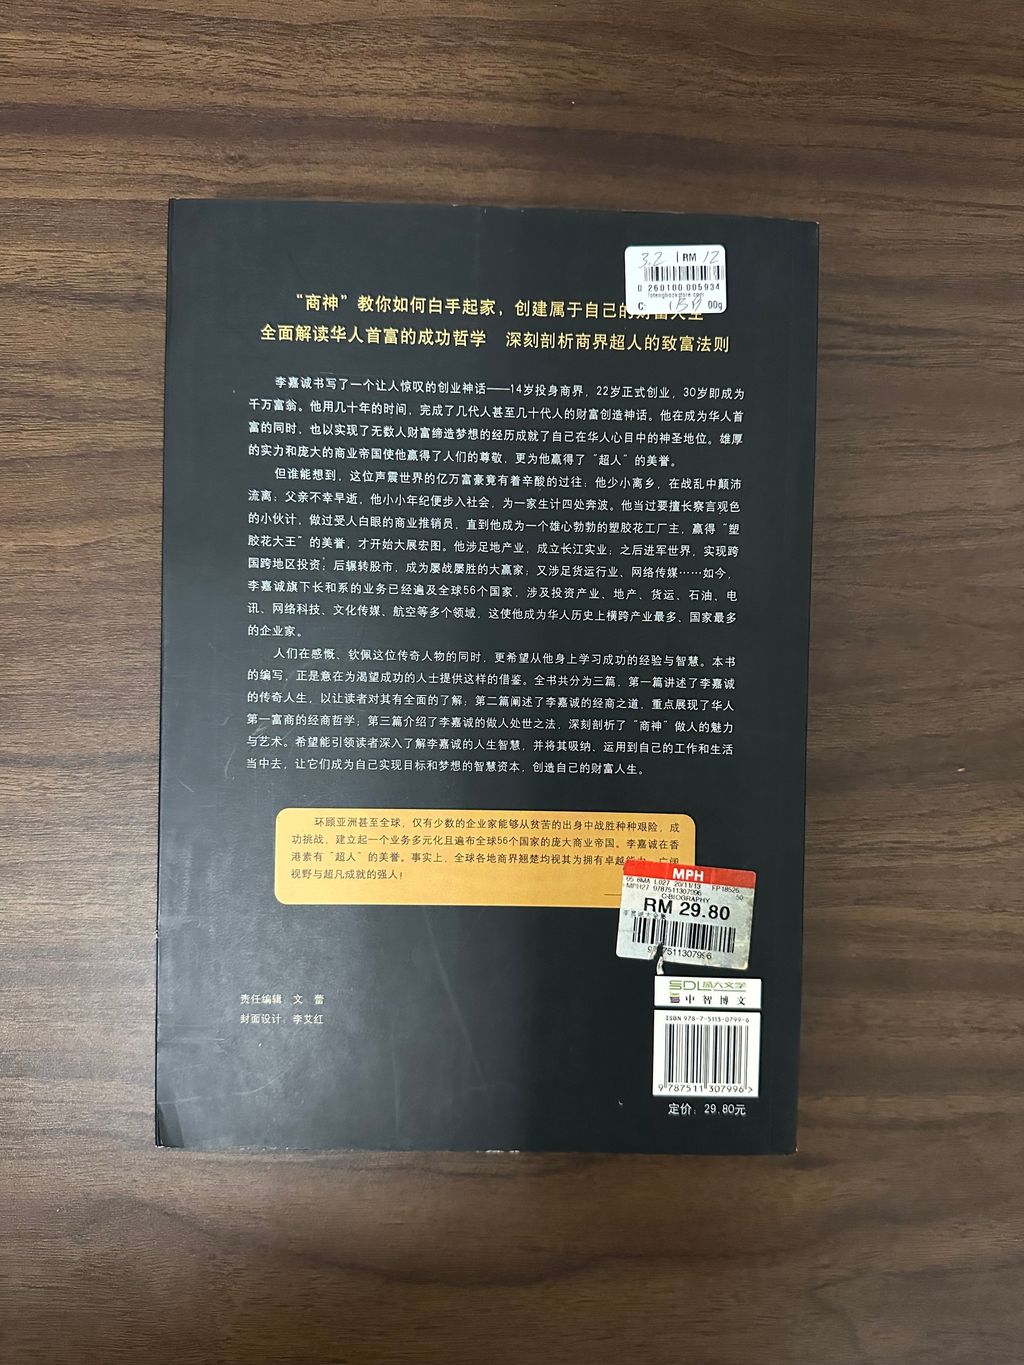 3.2 RM 12
0 260100 005934
00g
“商神”教你如何白手起家，创建属于自己的财富人生
全面解读华人首富的成功哲学 深刻剖析商界超人的致富法则
李嘉诚书写了一个让人惊叹的创业神话——14岁投身商界，22岁正式创业，30岁即成为
千万富翁。他用几十年的时间，完成了几代人甚至几十代人的财富创造神话。他在成为华人首
富的同时，也以实现了无数人财富缔造梦想的经历成就了自己在华人心目中的神圣地位。雄厚
的实力和庞大的商业帝国使他赢得了人们的尊敬，更为他赢得了“超人”的美誉。
但谁能想到，这位声震世界的亿万富豪竟有着辛酸的过往：他少小离乡，在战乱中颠沛
流离；父亲不幸早逝，他小小年纪便步入社会，为一家生计四处奔波。他当过要擅长察言观色
的小伙计，做过受人白眼的商业推销员，直到他成为一个雄心勃勃的塑胶花工厂主，赢得“塑
胶花大王”的美誉，才开始大展宏图。他涉足地产业，成立长江实业；之后进军世界，实现跨
国跨地区投资；后辗转股市，成为屡战屡胜的大赢家；又涉足货运行业、网络传媒……如今，
李嘉诚旗下长和系的业务已经遍及全球56个国家，涉及投资产业、地产、货运、石油、电
讯、网络科技、文化传媒、航空等多个领域，这使他成为华人历史上横跨产业最多、国家最多
的企业家。
人们在感慨、钦佩这位传奇人物的同时，更希望从他身上学习成功的经验与智慧。本书
的编写，正是意在为渴望成功的人士提供这样的借鉴。全书共分为三篇，第一篇讲述了李嘉诚
的传奇人生，以让读者对其有全面的了解；第二篇阐述了李嘉诚的经商之道，重点展现了华人
第一富商的经商哲学；第三篇介绍了李嘉诚的做人处世之法，深刻剖析了“商神”做人的魅力
与艺术。希望能引领读者深入了解李嘉诚的人生智慧，并将其吸纳、运用到自己的工作和生活
当中去，让它们成为自己实现目标和梦想的智慧资本，创造自己的财富人生。
环顾亚洲甚至全球，仅有少数的企业家能够从贫苦的出身中战胜种种艰险，成
功挑战，建立起一个业务多元化且遍布全球56个国家的庞大商业帝国。李嘉诚在香
港素有“超人”的美誉。事实上，全球各地商界翘楚均视其为拥有卓越能力、广阔
视野与超凡成就的强人！
MPH
05 BMA L027 20/11/13 FP18525
MPH27 9787511307996 50
C-BIOGRAPHY
RM 29.80
李嘉诚大全集
9 787511307996
SDL 盛大文学
中智博文
责任编辑：文 蕾
封面设计：李艾红
ISBN 978-7-5113-0799-6
9 787511 307996 >
定价：29.80元